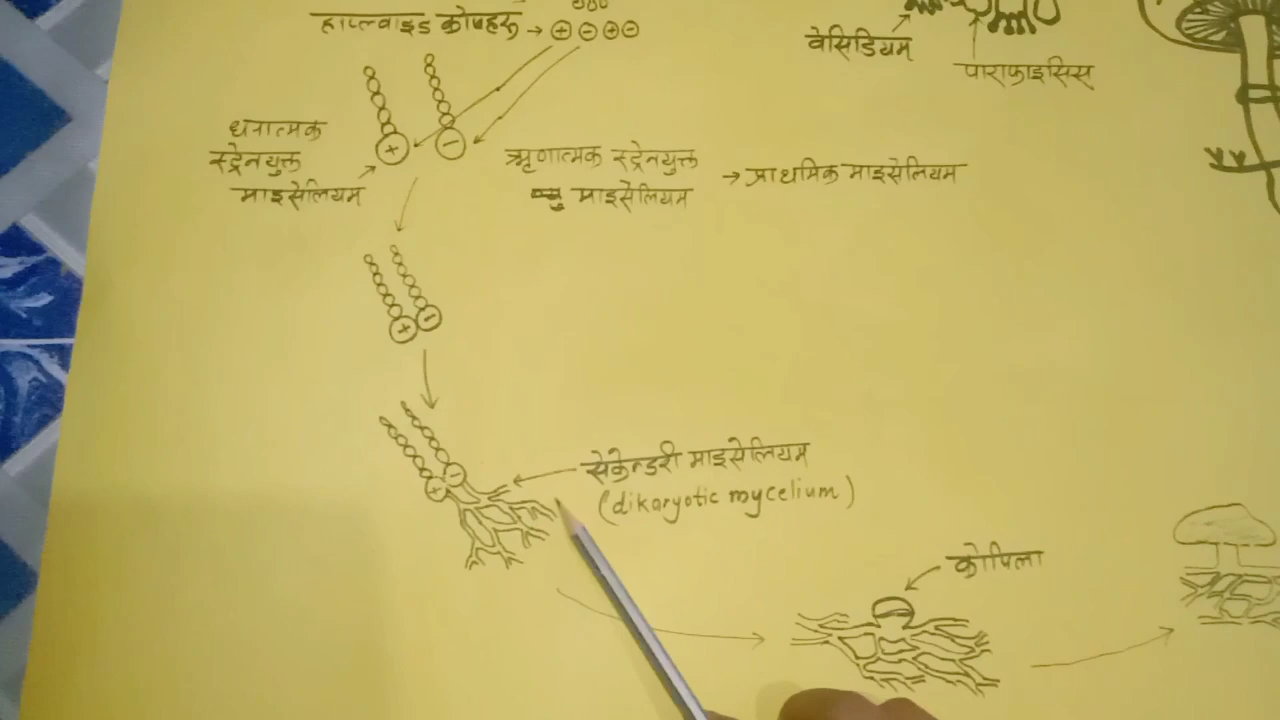 हाप्लवाइड कोषहरू → ⊕ ⊖ ⊕ ⊖
वेसिडियम
पाराफाइसिस
धनात्मक
स्ट्रेनयुक्त
माइसेलियम
+
−
ऋणात्मक स्ट्रेनयुक्त
माइसेलियम
→ प्राथमिक माइसेलियम
+
−
सेकेन्डरी माइसेलियम
(dikaryotic mycelium)
−
+
कोपिला